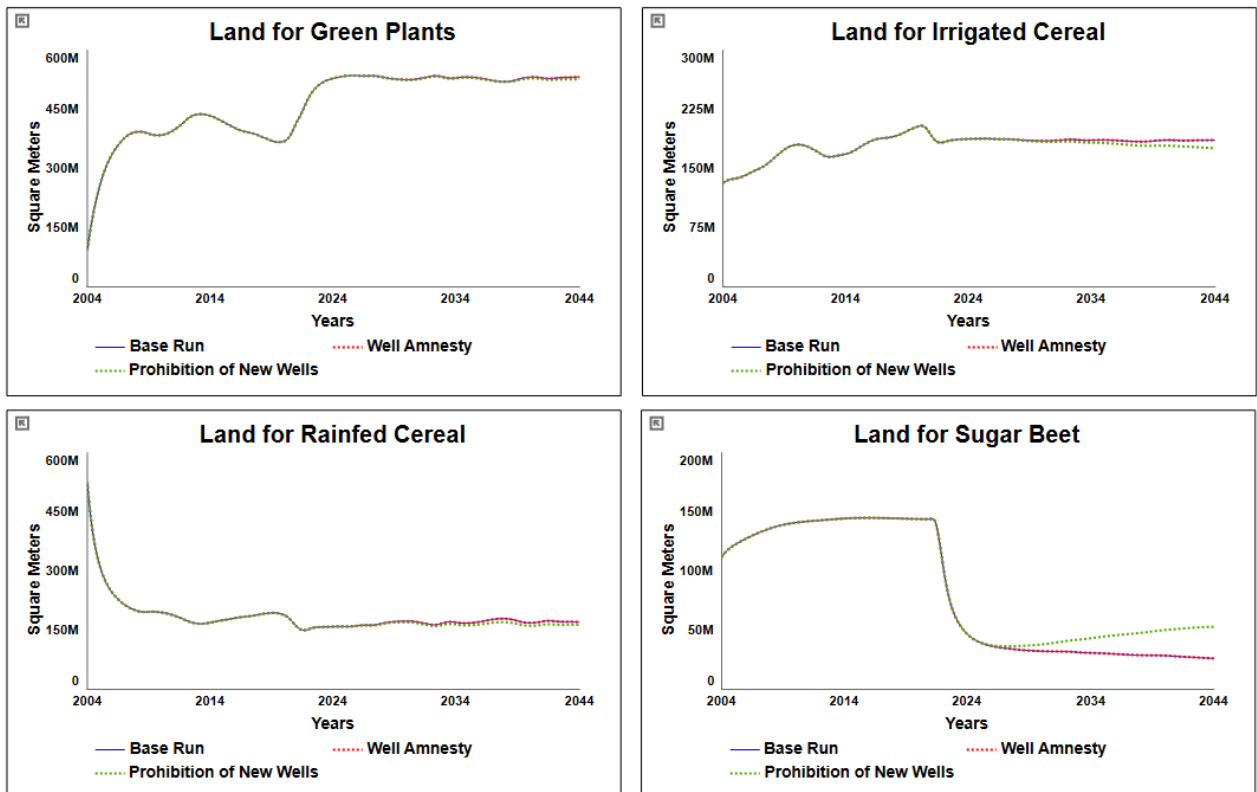 Land for Green Plants
600M
450M
300M
150M
0
Square Meters
2004 2014 2024 2034 2044
Years
Base Run Well Amnesty
Prohibition of New Wells
Land for Irrigated Cereal
300M
225M
150M
75M
0
Square Meters
2004 2014 2024 2034 2044
Years
Base Run Well Amnesty
Prohibition of New Wells
Land for Rainfed Cereal
600M
450M
300M
150M
0
Square Meters
2004 2014 2024 2034 2044
Years
Base Run Well Amnesty
Prohibition of New Wells
Land for Sugar Beet
200M
150M
100M
50M
0
Square Meters
2004 2014 2024 2034 2044
Years
Base Run Well Amnesty
Prohibition of New Wells